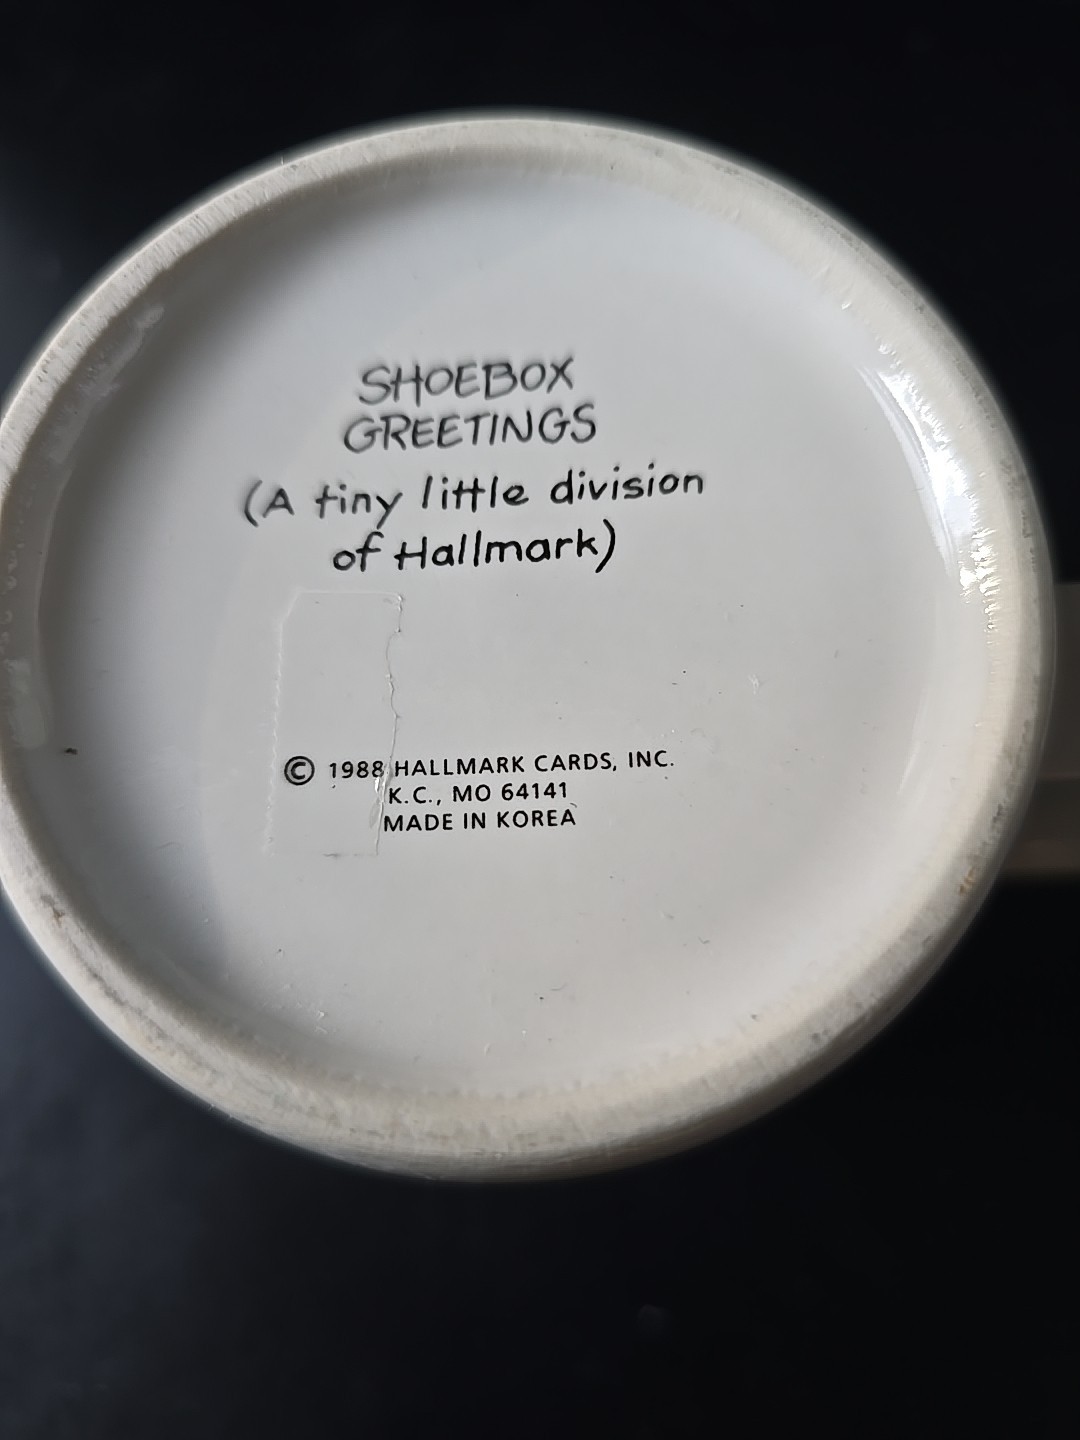 SHOEBOX
GREETINGS
(A tiny little division
of Hallmark)
© 1988 HALLMARK CARDS, INC.
K.C., MO 64141
MADE IN KOREA